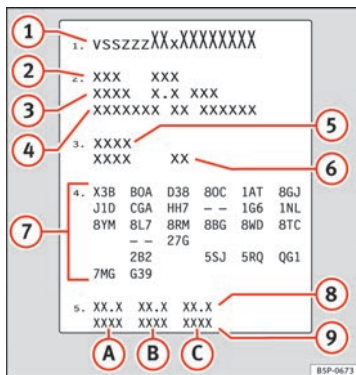 1
1. VSSZZZXXxXXXXXXXX
2
2. XXX XXX
3
XXXX X.X XXX
4
XXXXXXX XX XXXXXX
5
3. XXXX
XXXX XX
6
4. X3B B0A D38 80C 1AT 8GJ
J1D CGA HH7 - - 1G6 1NL
7
8YM 8L7 8RM 8BG 8WD 8TC
- - 27G
2B2 5SJ 5RQ QG1
7MG G39
8
5. XX.X XX.X XX.X
XXXX XXXX XXXX
9
A B C
B5P-0673